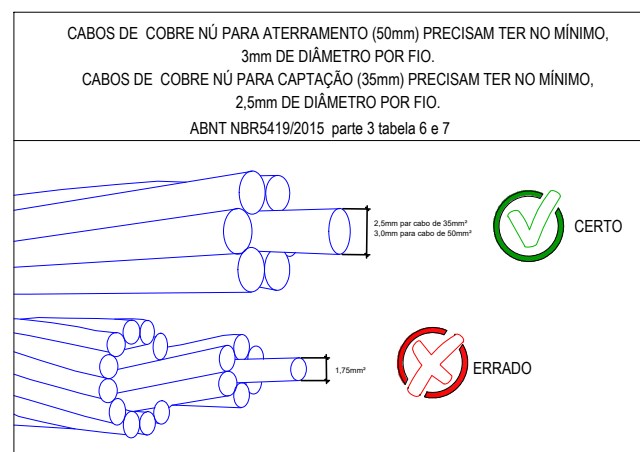 CABOS DE COBRE NÚ PARA ATERRAMENTO (50mm) PRECISAM TER NO MÍNIMO,
3mm DE DIÂMETRO POR FIO.
CABOS DE COBRE NÚ PARA CAPTAÇÃO (35mm) PRECISAM TER NO MÍNIMO,
2,5mm DE DIÂMETRO POR FIO.
ABNT NBR5419/2015 parte 3 tabela 6 e 7
2,5mm par cabo de 35mm²
3,0mm para cabo de 50mm²
CERTO
1,75mm²
ERRADO